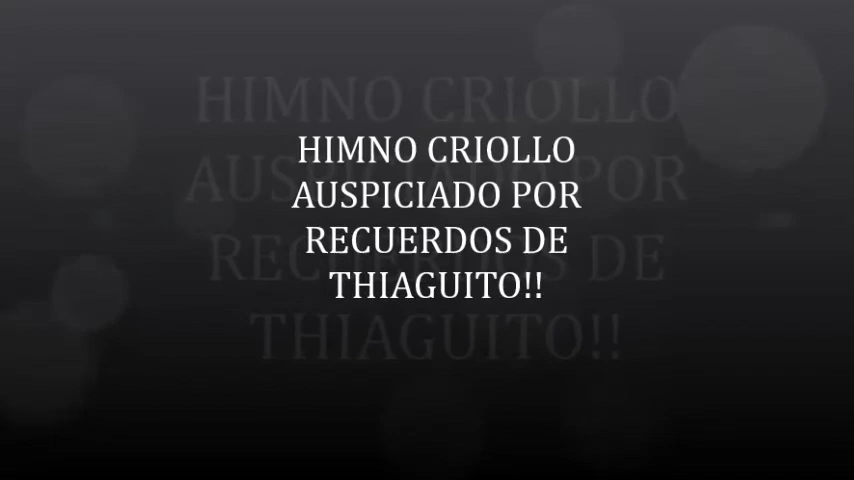 HIMNO CRIOLLO
AUSPICIADO POR
RECUERDOS DE
THIAGUITO!!